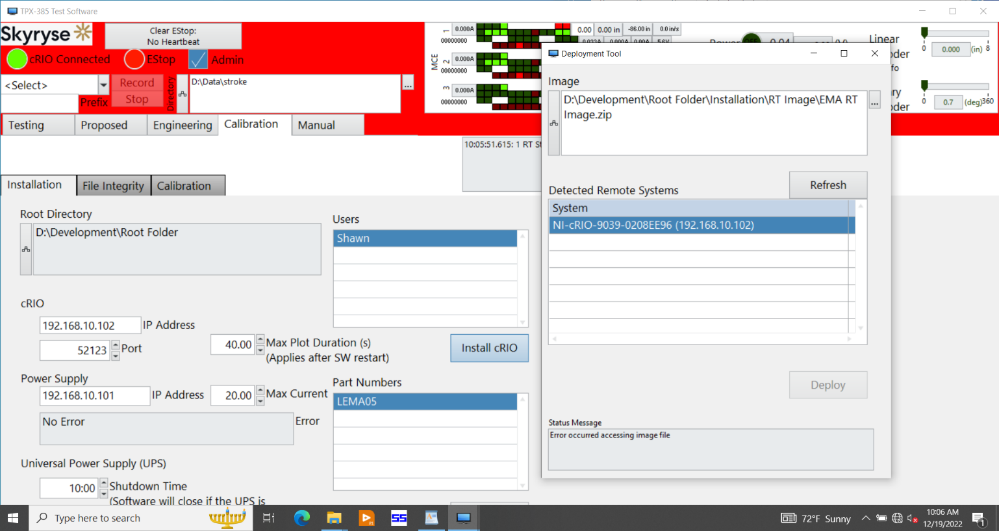 TPX-385 Test Software
Skyryse
Clear EStop:
No Heartbeat
cRIO Connected
EStop
Admin
<Select>
Prefix
Record
Stop
Directory
D:\Data\stroke
...
MCE
1
0.000A
00000000
2
0.000A
00000000
3
0.000A
00000000
0.00
0.00 in
-86.00 in
0.0 in/s
Linear
oder
fo
0
8
0.000
(in)
ry
oder
0
360
0.7
(deg)
Testing
Proposed
Engineering
Calibration
Manual
10:05:51.615: 1 RT
Installation
File Integrity
Calibration
Root Directory
D:\Development\Root Folder
Users
Shawn
cRIO
192.168.10.102
IP Address
52123
Port
40.00
Max Plot Duration (s)
(Applies after SW restart)
Install cRIO
Power Supply
192.168.10.101
IP Address
20.00
Max Current
No Error
Error
Part Numbers
LEMA05
Universal Power Supply (UPS)
10:00
Shutdown Time
(Software will close if the UPS is
Deployment Tool
Image
D:\Development\Root Folder\Installation\RT Image\EMA RT
Image.zip
...
Detected Remote Systems
Refresh
System
NI-cRIO-9039-0208EE96 (192.168.10.102)
Deploy
Status Message
Error occurred accessing image file
Type here to search
SS
72°F Sunny
10:06 AM
12/19/2022
1